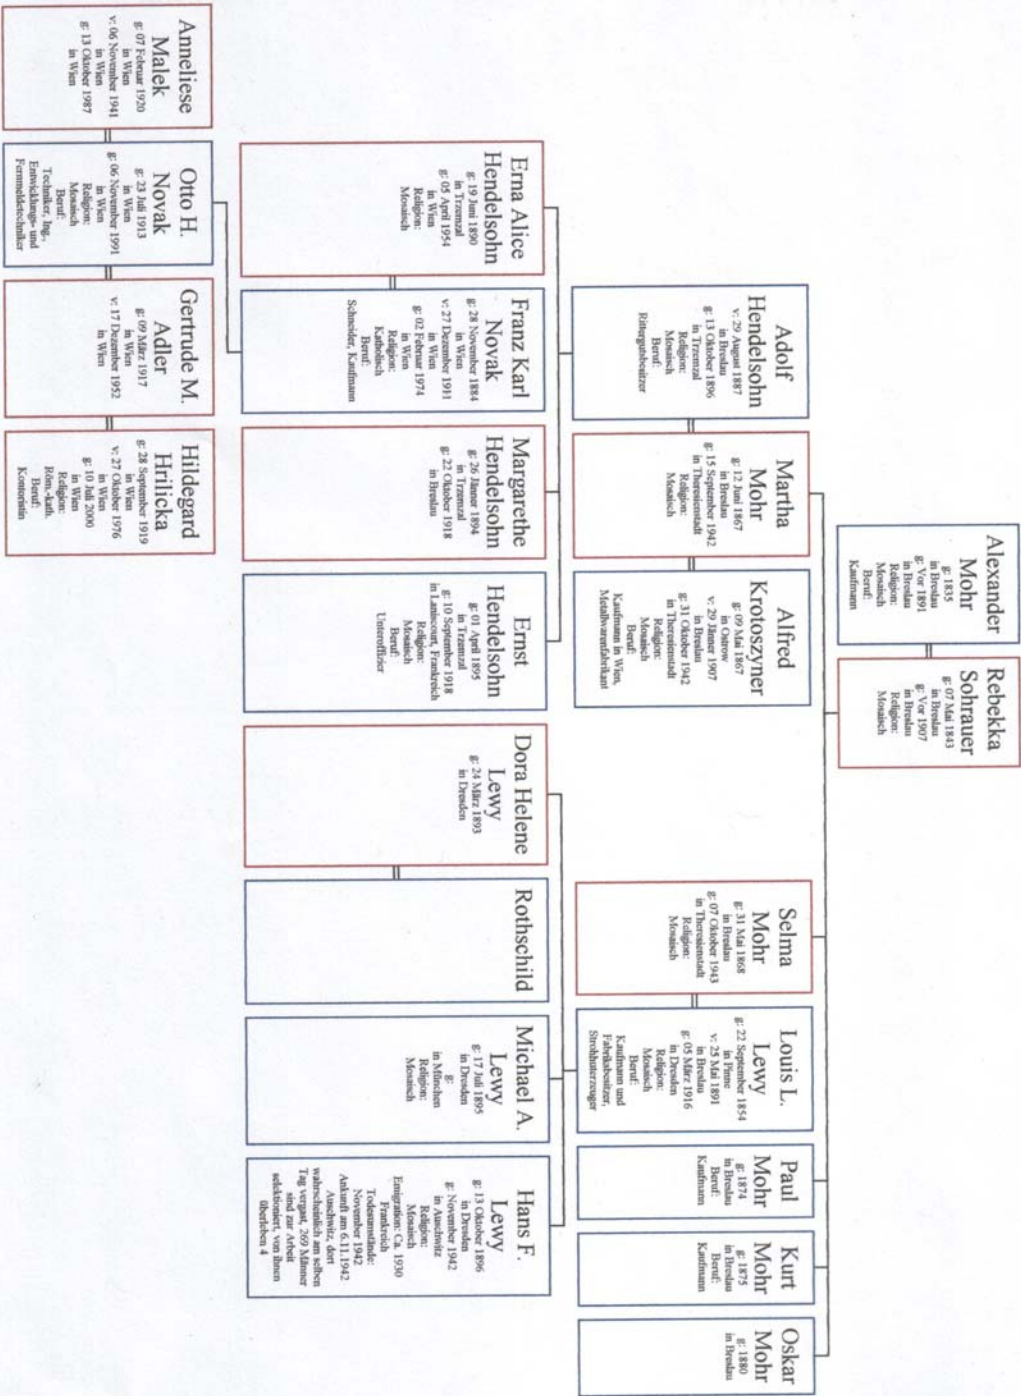 Alexander
Mohr
g: 1835
in Breslau
g: Vor 1891
in Breslau
Religion:
Mosaisch
Beruf:
Kaufmann
Rebekka
Sohrauer
g: 07 Mai 1843
in Breslau
g: Vor 1907
in Breslau
Religion:
Mosaisch
Adolf
Hendelsohn
v: 29 August 1887
in Breslau
g: 13 Oktober 1896
in Trzemzal
Religion:
Mosaisch
Beruf:
Rittergutsbesitzer
Martha
Mohr
g: 12 Juni 1867
in Breslau
g: 15 September 1942
in Theresienstadt
Religion:
Mosaisch
Alfred
Krotoszyner
g: 09 Mai 1867
in Ostrow
v: 29 Jänner 1907
in Breslau
g: 31 Oktober 1942
in Theresienstadt
Religion:
Mosaisch
Beruf:
Kaufmann in Wien,
Metallwarenfabrikant
Selma
Mohr
g: 31 Mai 1868
in Breslau
g: 07 Oktober 1943
in Theresienstadt
Religion:
Mosaisch
Louis L.
Lewy
g: 22 September 1854
in Pinne
v: 25 Mai 1891
in Breslau
g: 05 März 1916
in Dresden
Religion:
Mosaisch
Beruf:
Kaufmann und
Fabriksbesitzer,
Strohhuterzeuger
Paul
Mohr
g: 1874
in Breslau
Beruf:
Kaufmann
Kurt
Mohr
g: 1875
in Breslau
Beruf:
Kaufmann
Oskar
Mohr
g: 1880
in Breslau
Erna Alice
Hendelsohn
g: 19 Juni 1890
in Trzemzal
g: 05 April 1954
in Wien
Religion:
Mosaisch
Franz Karl
Novak
g: 28 November 1884
in Wien
v: 27 Dezember 1911
in Wien
g: 02 Februar 1974
in Wien
Religion:
Katholisch
Beruf:
Schneider, Kaufmann
Margarethe
Hendelsohn
g: 26 Jänner 1894
in Trzemzal
g: 22 Oktober 1918
in Breslau
Ernst
Hendelsohn
g: 01 April 1895
in Trzemzal
g: 10 September 1918
in Laniscourt, Frankreich
Religion:
Mosaisch
Beruf:
Unteroffizier
Dora Helene
Lewy
g: 24 März 1893
in Dresden
Rothschild
Michael A.
Lewy
g: 17 Juli 1895
in Dresden
g:
in München
Religion:
Mosaisch
Hans F.
Lewy
g: 13 Oktober 1896
in Dresden
g: November 1942
in Auschwitz
Religion:
Mosaisch
Emigration: Ca. 1930
Frankreich
Todesumstände:
November 1942
Ankunft am 6.11.1942
Auschwitz, dort
wahrscheinlich am selben
Tag vergast, 269 Männer
sind zur Arbeit
selektioniert, von ihnen
überleben 4
Anneliese
Malek
g: 07 Februar 1920
in Wien
v: 06 November 1941
in Wien
g: 13 Oktober 1987
in Wien
Otto H.
Novak
g: 23 Juli 1913
in Wien
g: 06 November 1991
in Wien
Religion:
Mosaisch
Beruf:
Techniker, Ing.,
Entwicklungs- und
Fernmeldetechniker
Gertrude M.
Adler
g: 09 März 1917
in Wien
v: 17 Dezember 1952
in Wien
Hildegard
Hrilicka
g: 28 September 1919
in Wien
v: 27 Oktober 1976
in Wien
g: 10 Juli 2000
in Wien
Religion:
Röm.-kath.
Beruf:
Kontoristin